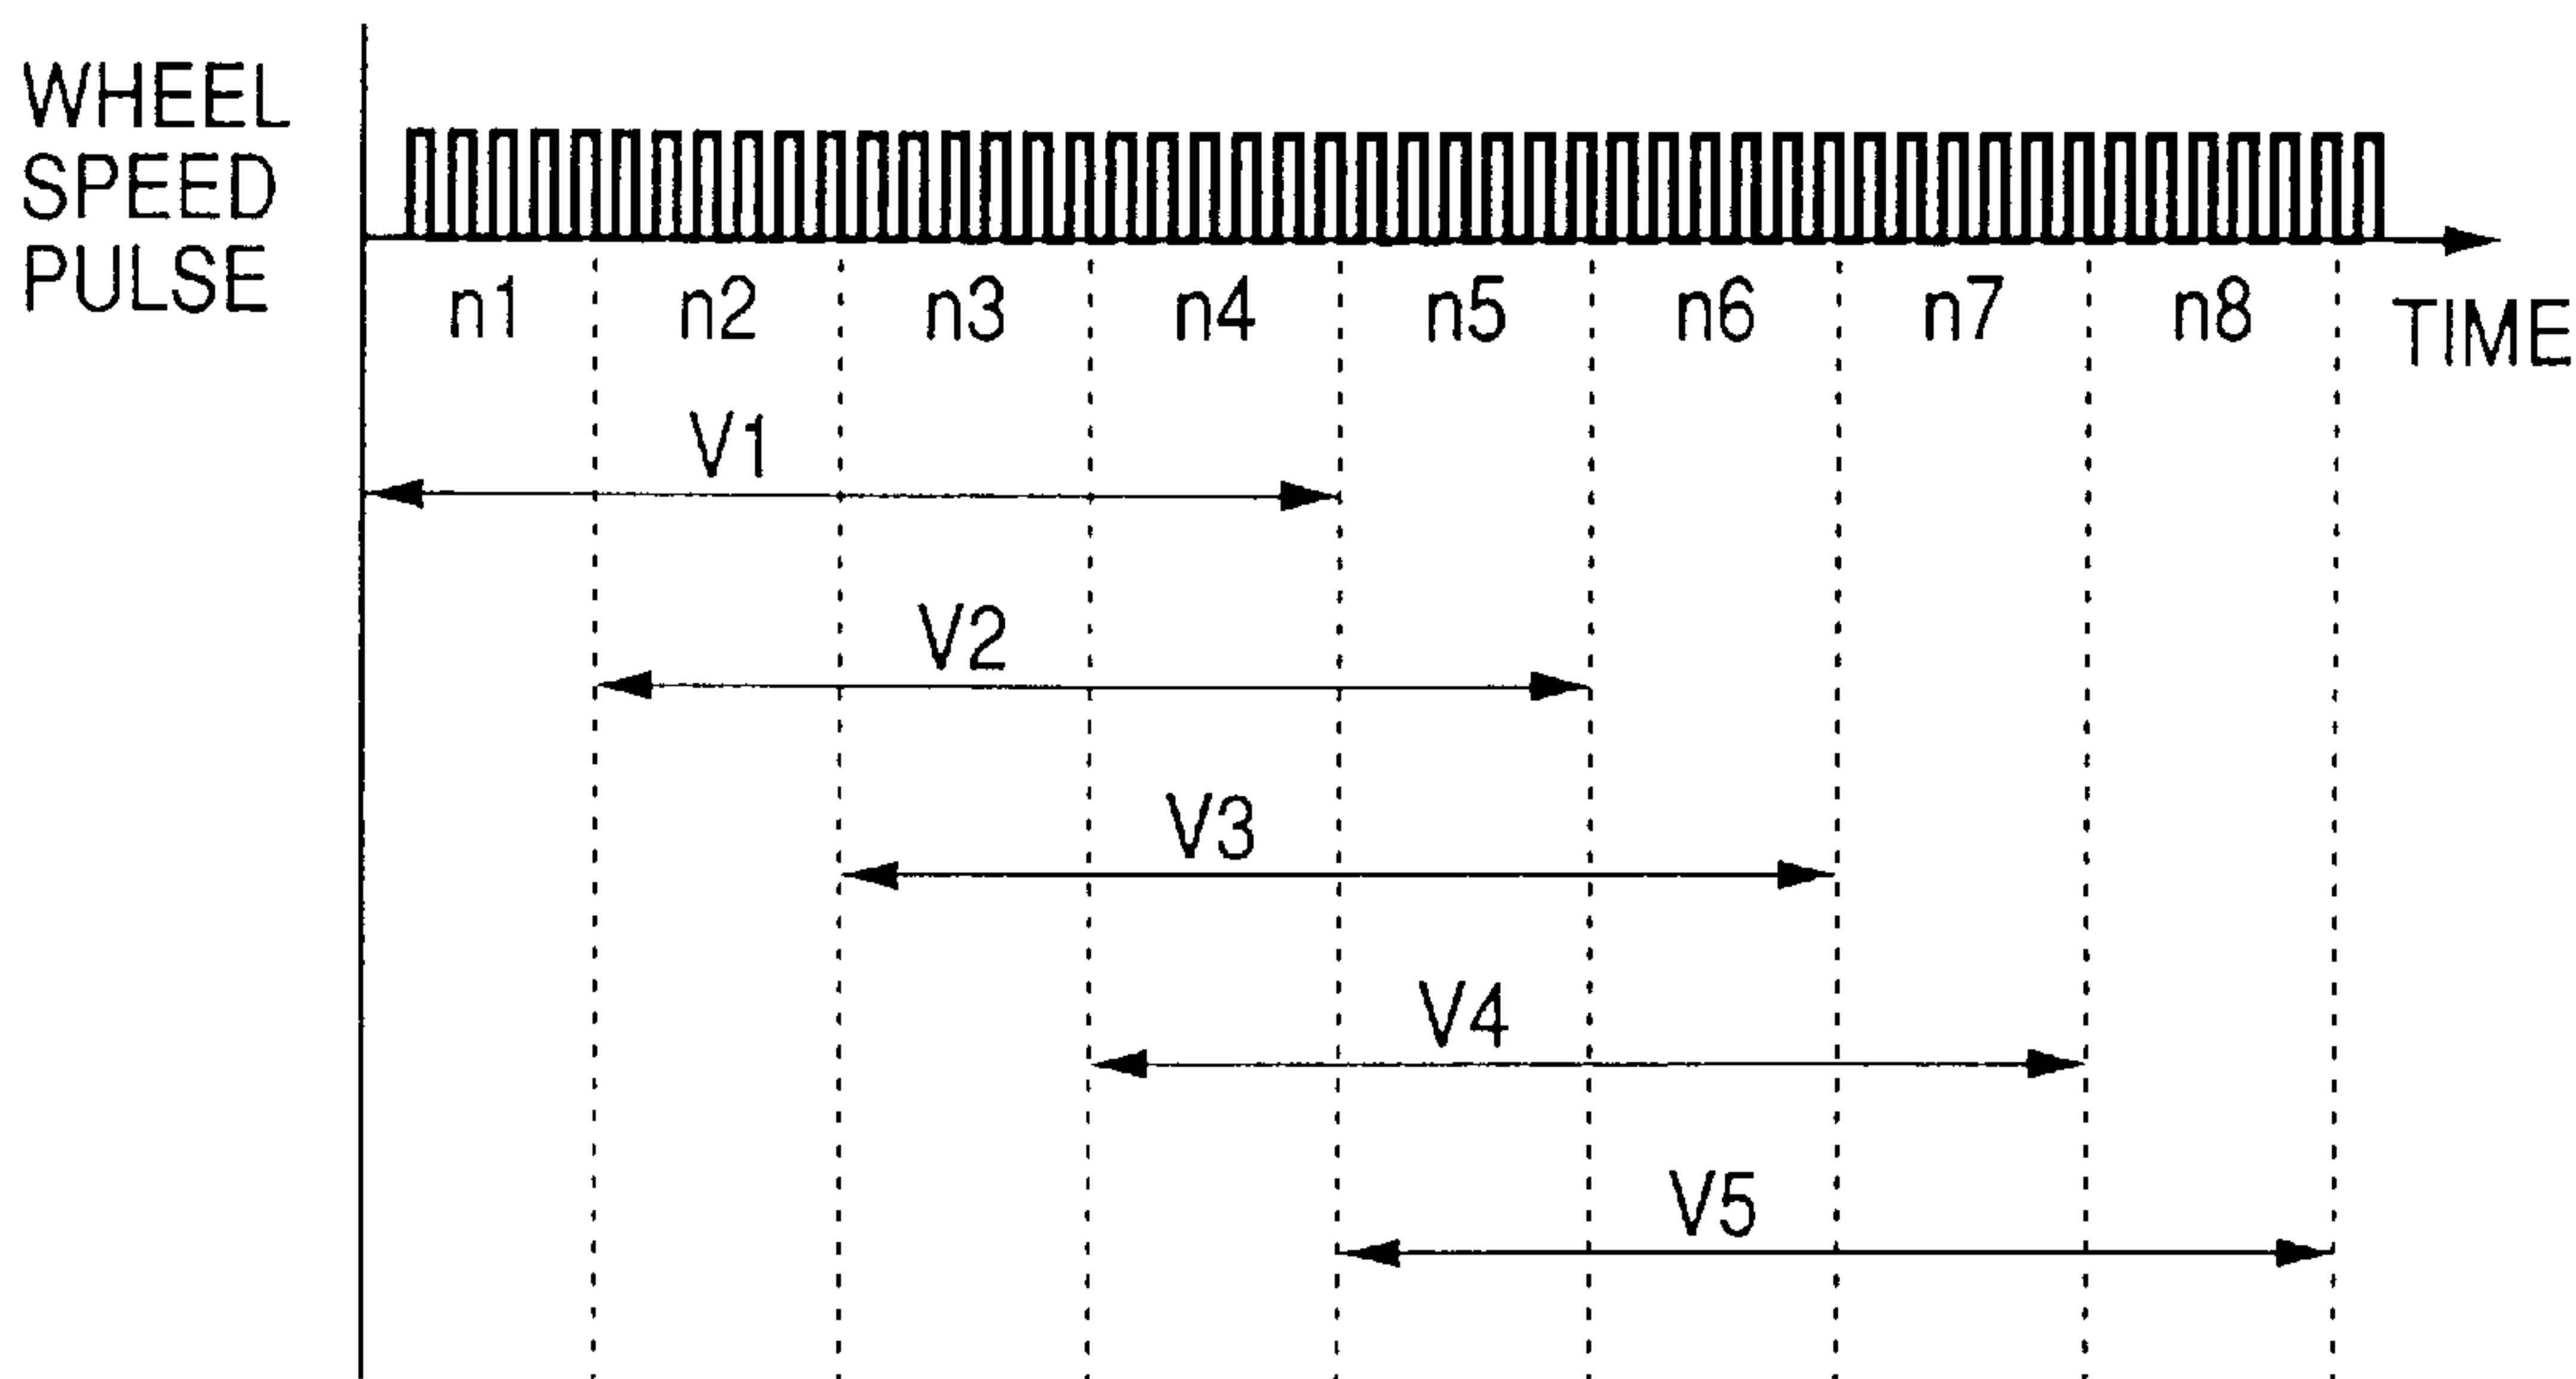 WHEEL
SPEED
PULSE
n1 n2 n3 n4 n5 n6 n7 n8
TIME
V1
V2
V3
V4
V5